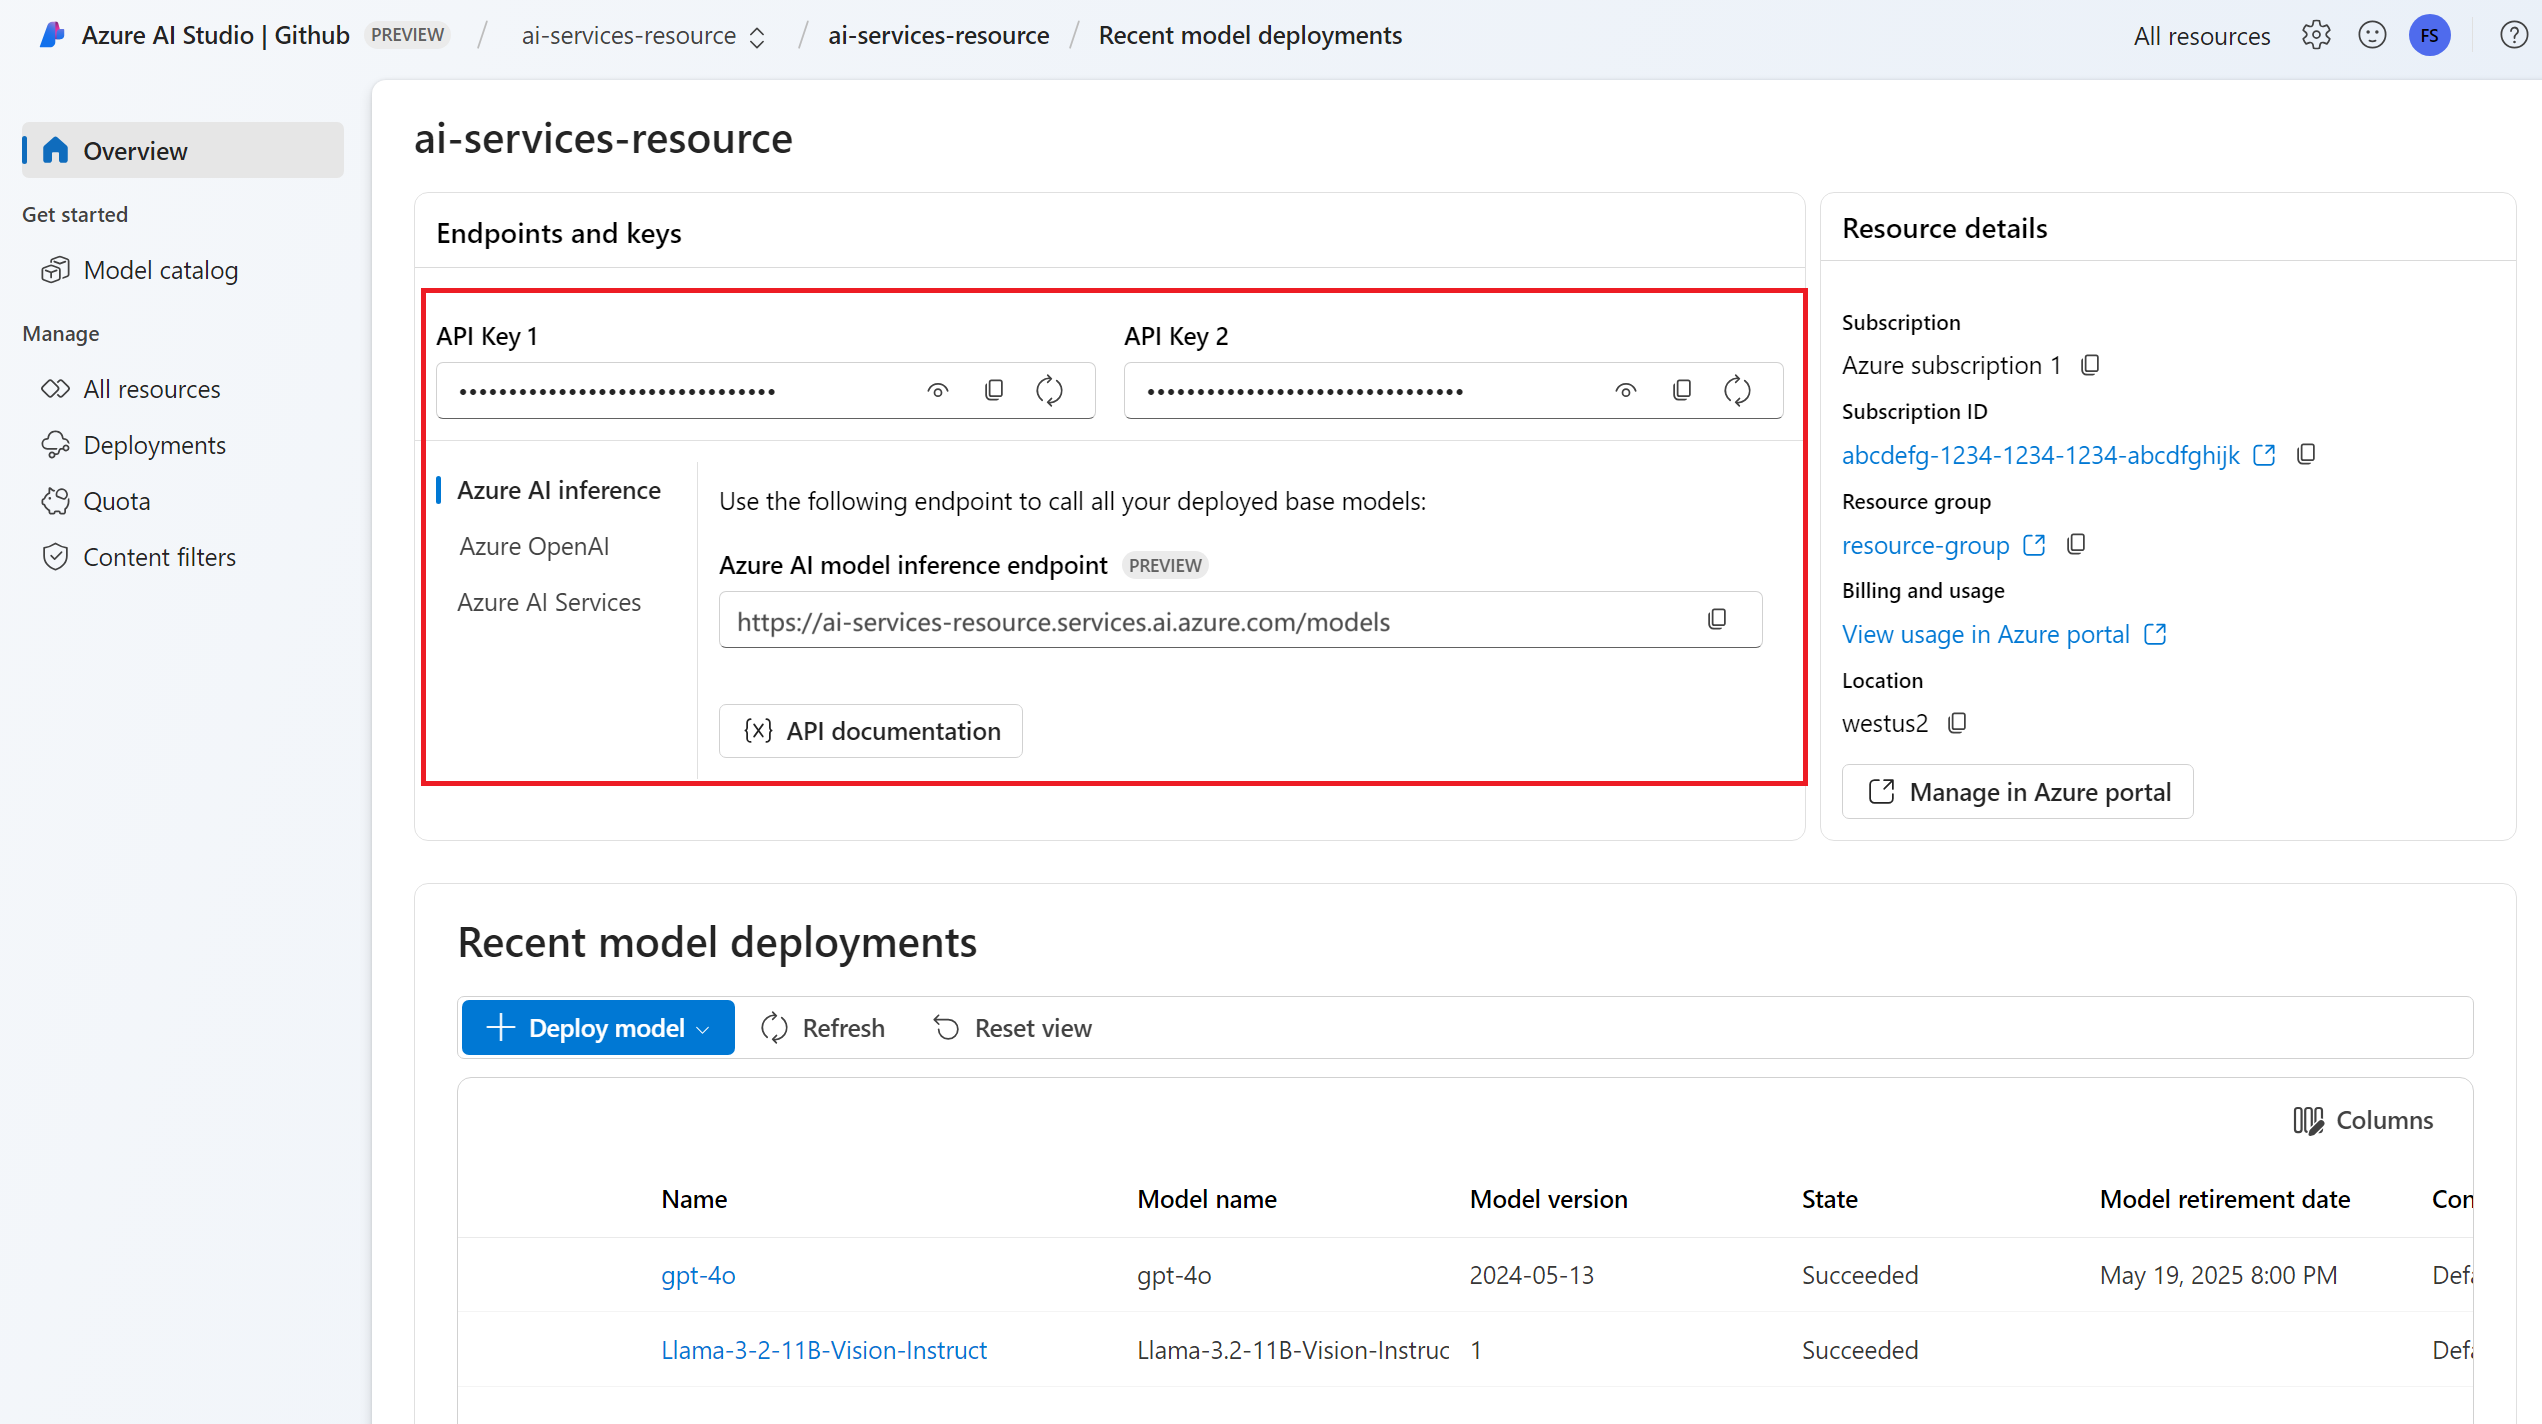 Azure AI Studio | Github PREVIEW / ai-services-resource / ai-services-resource / Recent model deployments
All resources FS
Overview
Get started
Model catalog
Manage
All resources
Deployments
Quota
Content filters
ai-services-resource
Endpoints and keys
API Key 1
API Key 2
•••••••••••••••••••••••••••••••
•••••••••••••••••••••••••••••••
Azure AI inference
Azure OpenAI
Azure AI Services
Use the following endpoint to call all your deployed base models:
Azure AI model inference endpoint PREVIEW
https://ai-services-resource.services.ai.azure.com/models
{x} API documentation
Resource details
Subscription
Azure subscription 1
Subscription ID
abcdefg-1234-1234-1234-abcdfghijk
Resource group
resource-group
Billing and usage
View usage in Azure portal
Location
westus2
Manage in Azure portal
Recent model deployments
Deploy model Refresh Reset view
Columns
Name Model name Model version State Model retirement date Con
gpt-4o gpt-4o 2024-05-13 Succeeded May 19, 2025 8:00 PM Defa
Llama-3-2-11B-Vision-Instruct Llama-3.2-11B-Vision-Instruc 1 Succeeded Defa